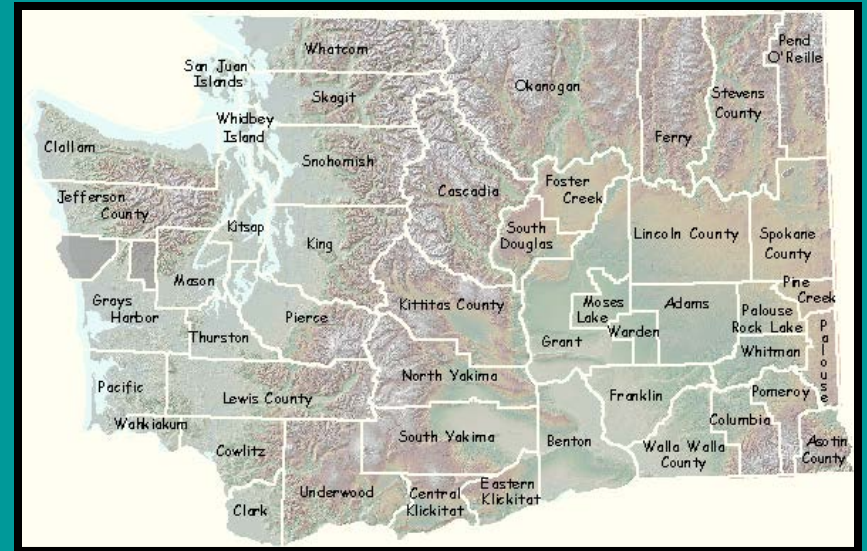 Whatcom
San Juan
Islands
Skagit
Whidbey
Island
Clallam
Snohomish
Jefferson
County
Kitsap
King
Mason
Grays
Harbor
Thurston
Pierce
Pacific
Lewis County
Wahkiakum
Cowlitz
Clark
Okanogan
Ferry
Stevens
County
Pend
O'Reille
Cascadia
Foster
Creek
South
Douglas
Lincoln County
Spokane
County
Kittitas County
Moses
Lake
Grant
Warden
Adams
Pine
Creek
Palouse
Rock Lake
Whitman
Palouse
North Yakima
South Yakima
Benton
Franklin
Columbia
Pomeroy
Walla Walla
County
Asotin
County
Underwood
Central
Klickitat
Eastern
Klickitat